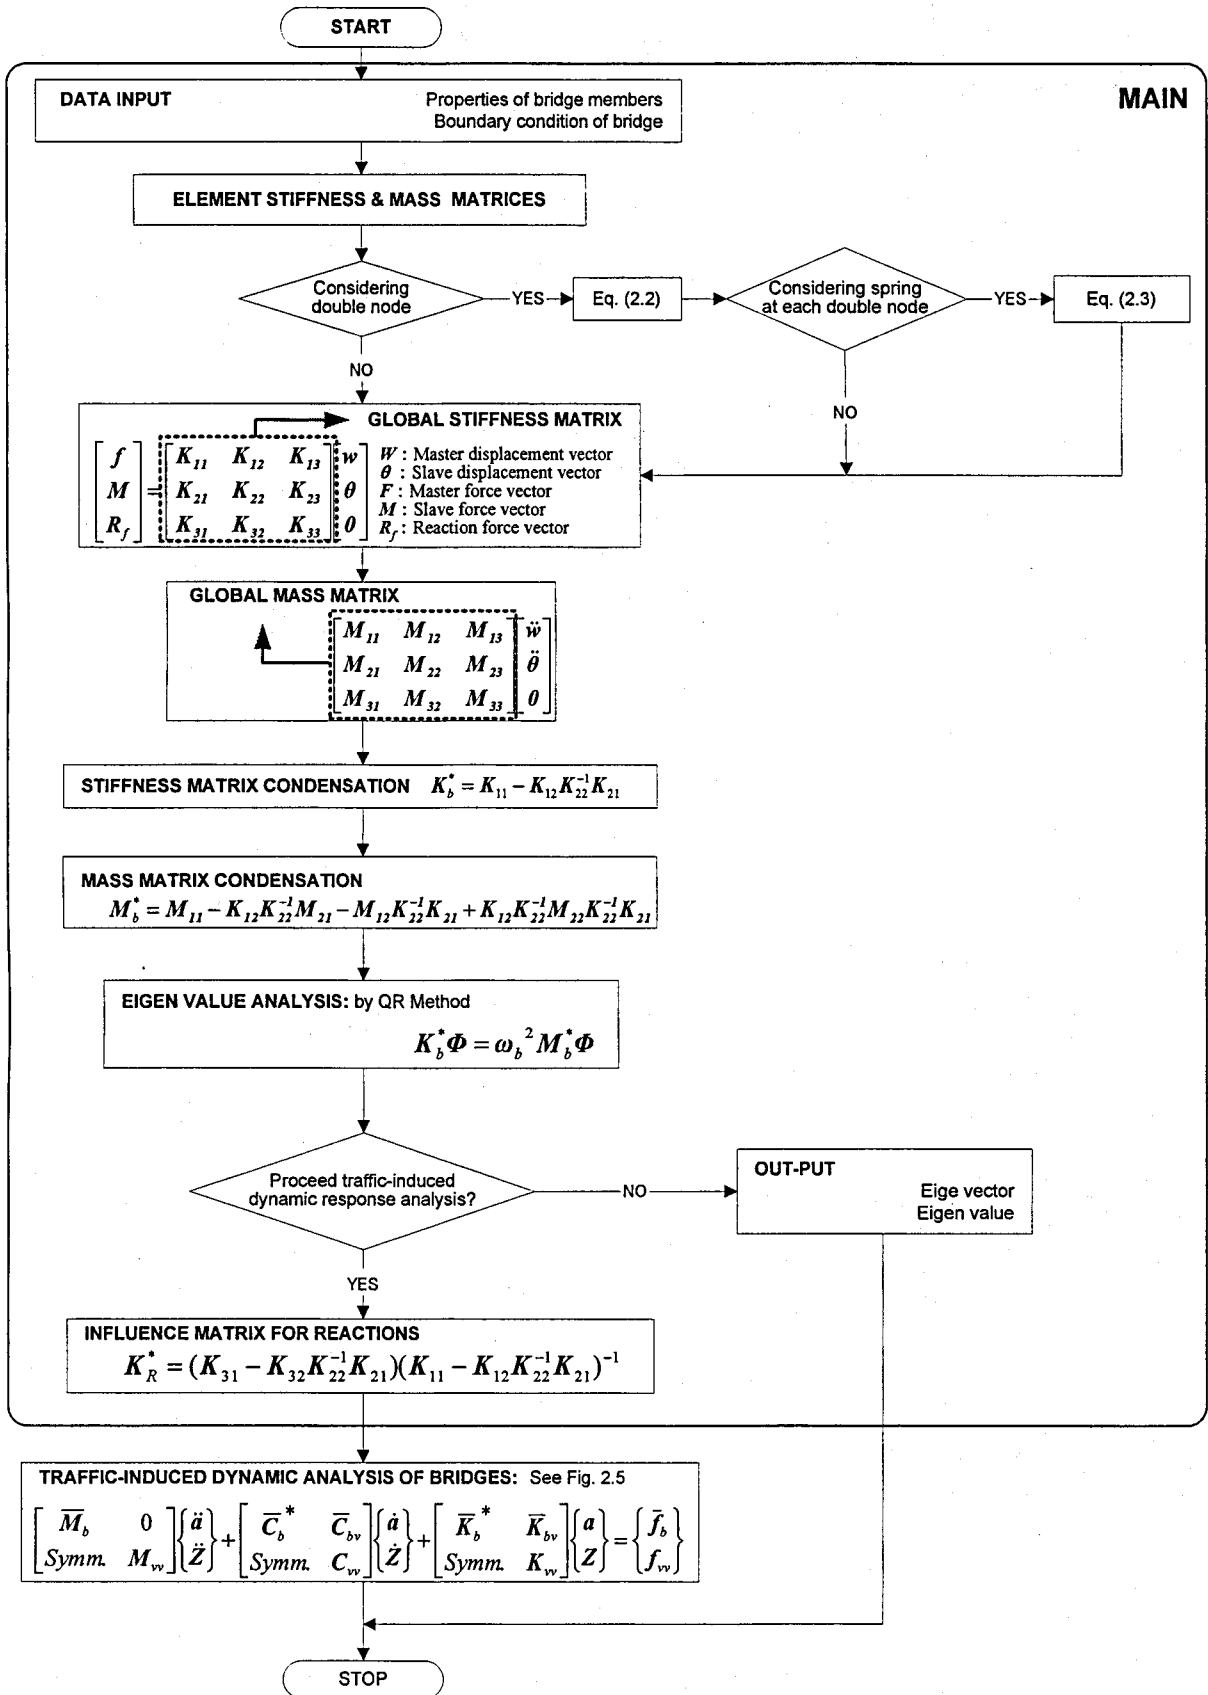 START
MAIN
DATA INPUT Properties of bridge members
Boundary condition of bridge
ELEMENT STIFFNESS & MASS MATRICES
Considering
double node
YES
Eq. (2.2)
Considering spring
at each double node
YES
Eq. (2.3)
NO
NO
GLOBAL STIFFNESS MATRIX
[f M R_f] = [K_11 K_12 K_13
K_21 K_22 K_23
K_31 K_32 K_33] [w θ 0]
W : Master displacement vector
θ : Slave displacement vector
F : Master force vector
M : Slave force vector
R_f : Reaction force vector
GLOBAL MASS MATRIX
[M_11 M_12 M_13
M_21 M_22 M_23
M_31 M_32 M_33] [ẅ θ̈ 0]
STIFFNESS MATRIX CONDENSATION K_b^* = K_11 − K_12 K_22^-1 K_21
MASS MATRIX CONDENSATION
M_b^* = M_11 − K_12 K_22^-1 M_21 − M_12 K_22^-1 K_21 + K_12 K_22^-1 M_22 K_22^-1 K_21
EIGEN VALUE ANALYSIS: by QR Method
K_b^* Φ = ω_b^2 M_b^* Φ
Proceed traffic-induced
dynamic response analysis?
NO
OUT-PUT
Eige vector
Eigen value
YES
INFLUENCE MATRIX FOR REACTIONS
K_R^* = (K_31 − K_32 K_22^-1 K_21)(K_11 − K_12 K_22^-1 K_21)^-1
TRAFFIC-INDUCED DYNAMIC ANALYSIS OF BRIDGES: See Fig. 2.5
[M̄_b 0
Symm. M_vv] {ä Z̈} + [C̄_b^* C̄_bv
Symm. C_vv] {ȧ Ż} + [K̄_b^* K̄_bv
Symm. K_vv] {a Z} = {f̄_b f_vv}
STOP